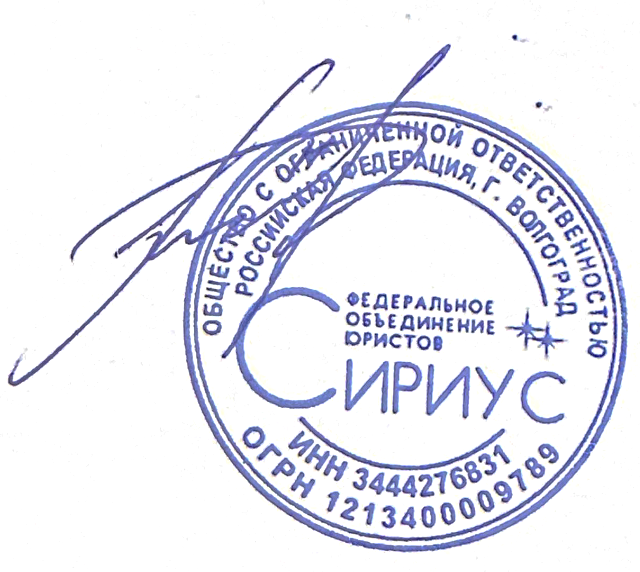 ОБЩЕСТВО С ОГРАНИЧЕННОЙ ОТВЕТСТВЕННОСТЬЮ
РОССИЙСКАЯ ФЕДЕРАЦИЯ, Г. ВОЛГОГРАД
ФЕДЕРАЛЬНОЕ
ОБЪЕДИНЕНИЕ
ЮРИСТОВ
СИРИУС
ИНН 3444276831
ОГРН 1213400009789